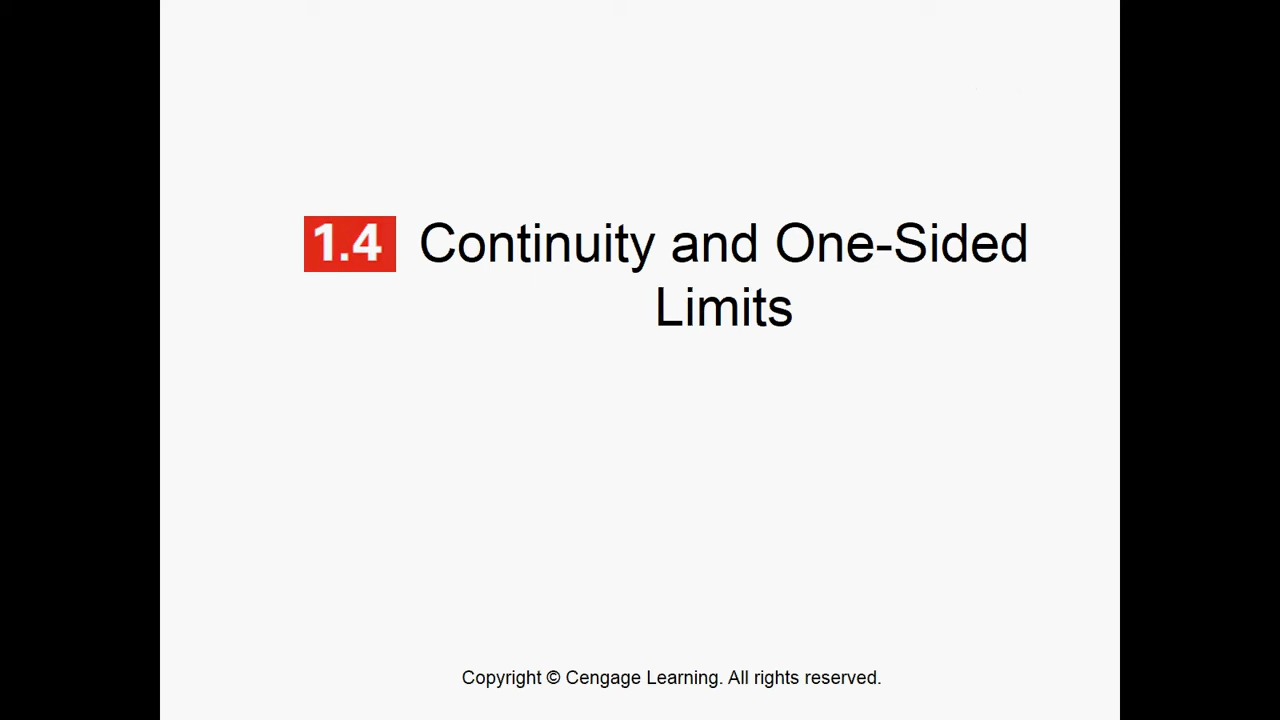 1.4 Continuity and One-Sided
Limits
Copyright © Cengage Learning. All rights reserved.